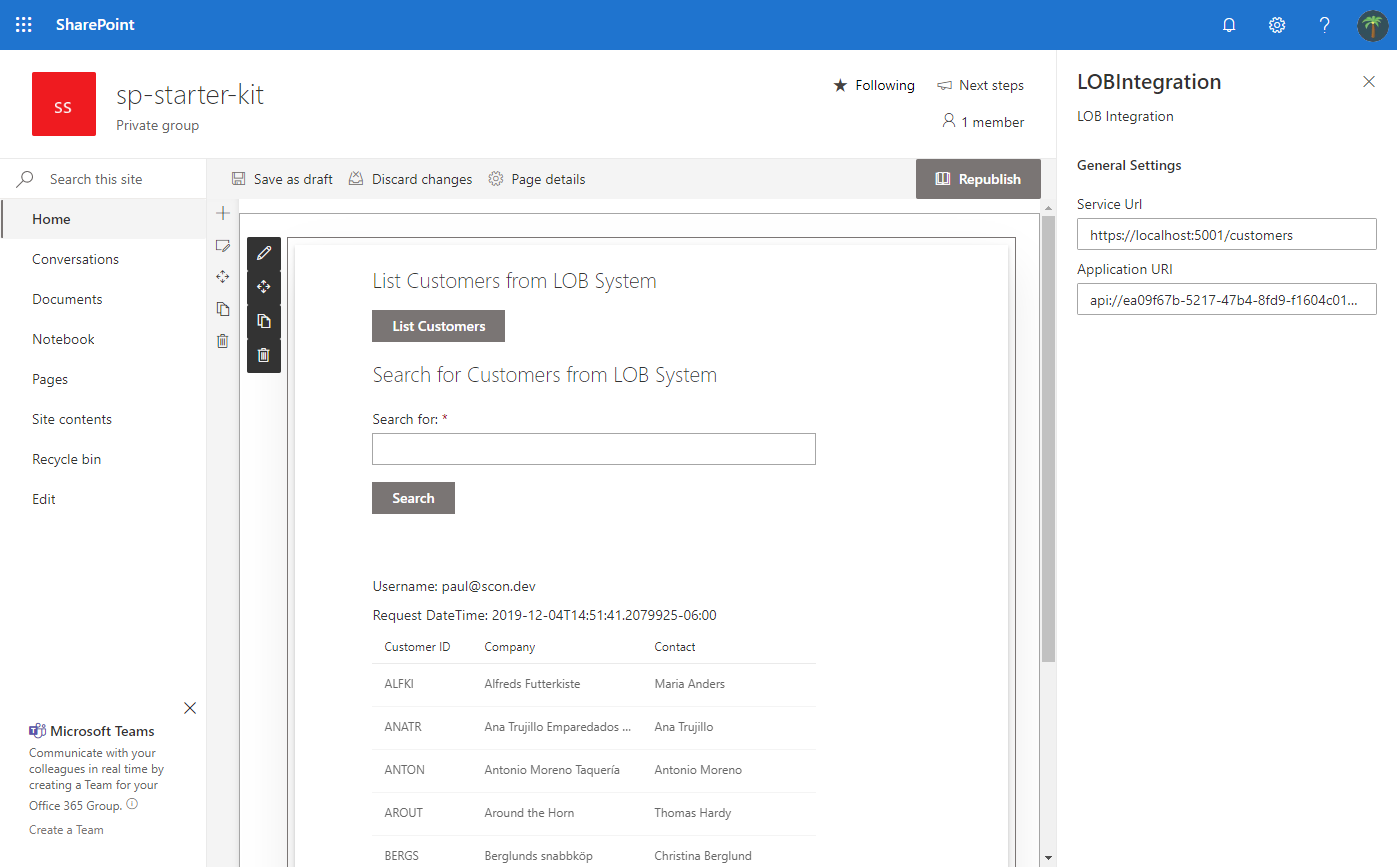 SharePoint
SS
sp-starter-kit
Private group
Following
Next steps
1 member
Search this site
Save as draft
Discard changes
Page details
Republish
Home
Conversations
Documents
Notebook
Pages
Site contents
Recycle bin
Edit
Microsoft Teams
Communicate with your
colleagues in real time by
creating a Team for your
Office 365 Group.
Create a Team
List Customers from LOB System
List Customers
Search for Customers from LOB System
Search for: *
Search
Username: paul@scon.dev
Request DateTime: 2019-12-04T14:51:41.2079925-06:00
Customer ID Company Contact
ALFKI Alfreds Futterkiste Maria Anders
ANATR Ana Trujillo Emparedados ... Ana Trujillo
ANTON Antonio Moreno Taquería Antonio Moreno
AROUT Around the Horn Thomas Hardy
BERGS Berglunds snabbköp Christina Berglund
LOBIntegration
LOB Integration
General Settings
Service Url
https://localhost:5001/customers
Application URI
api://ea09f67b-5217-47b4-8fd9-f1604c01...